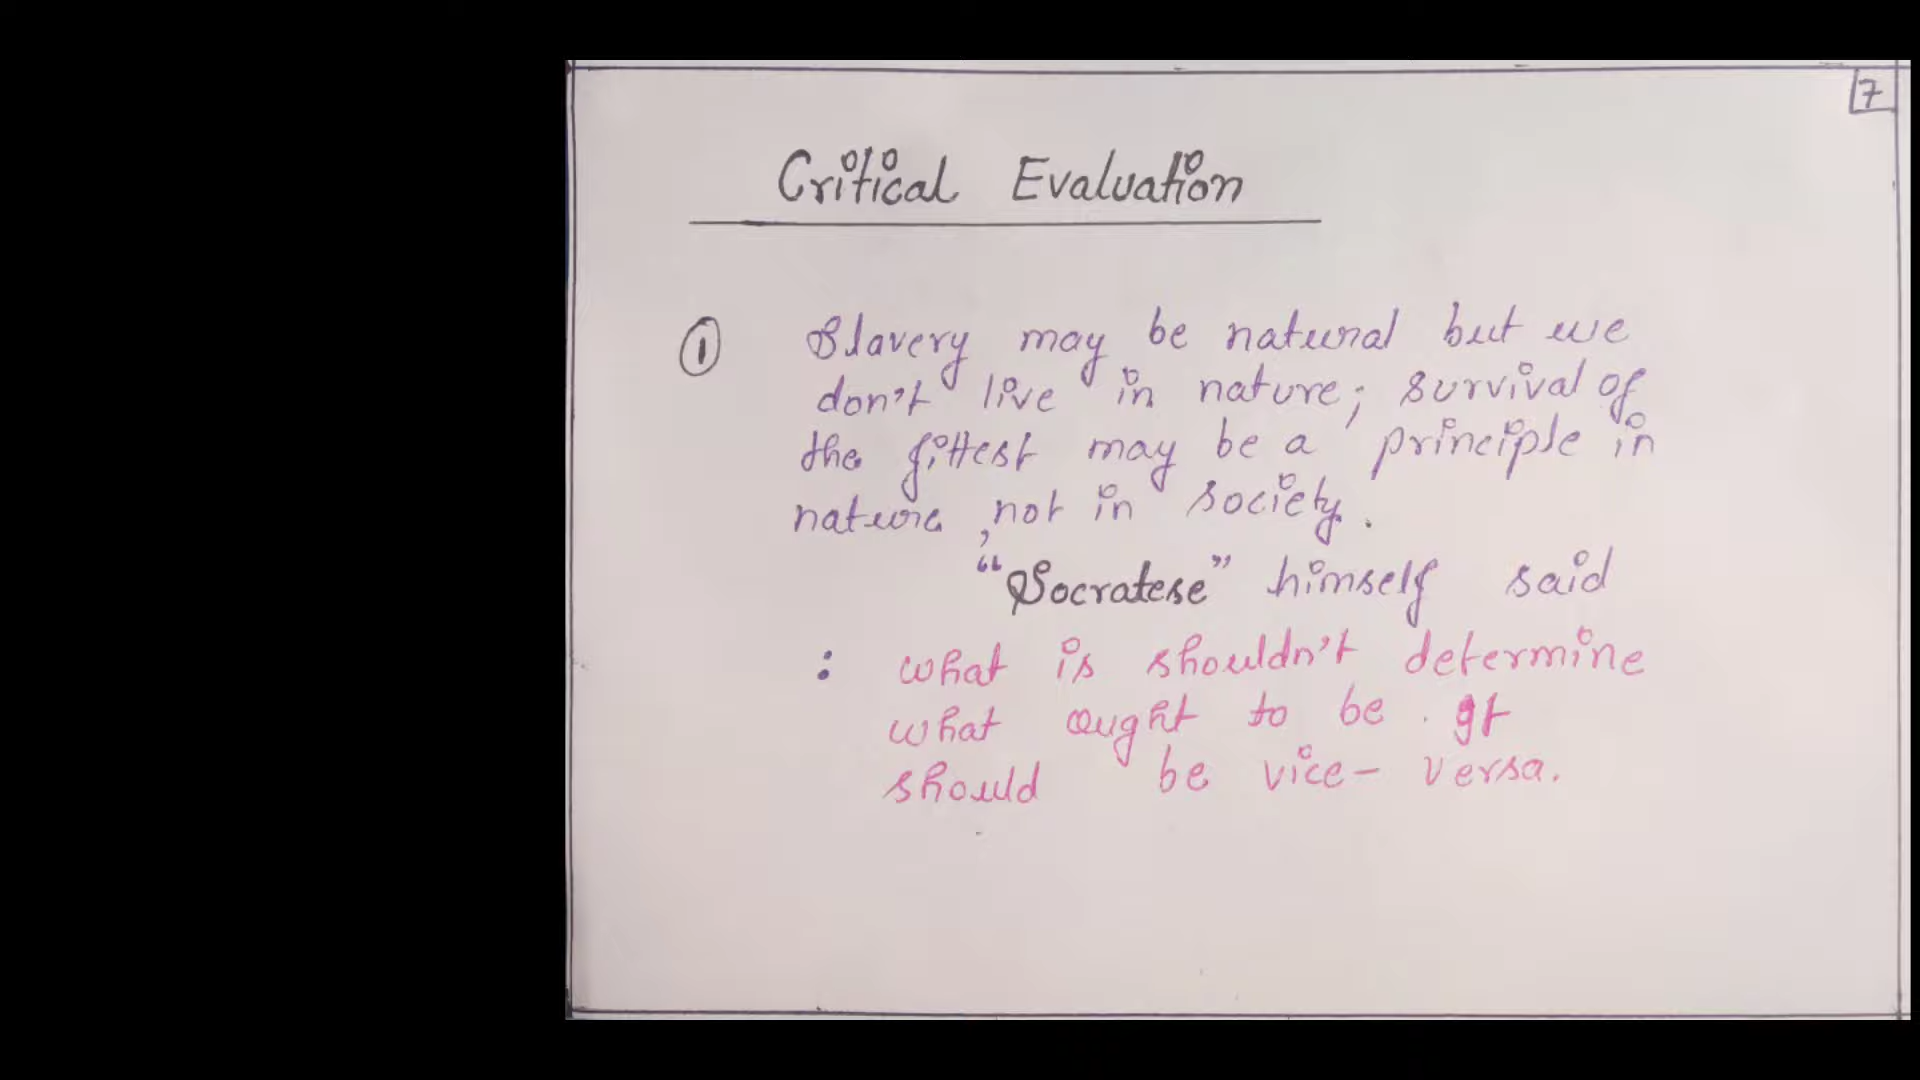 7
Critical Evaluation
① Slavery may be natural but we
don't live in nature; survival of
the fittest may be a principle in
nature, not in society.
"Socratese" himself said
: what is shouldn't determine
what ought to be. It
should be vice-versa.